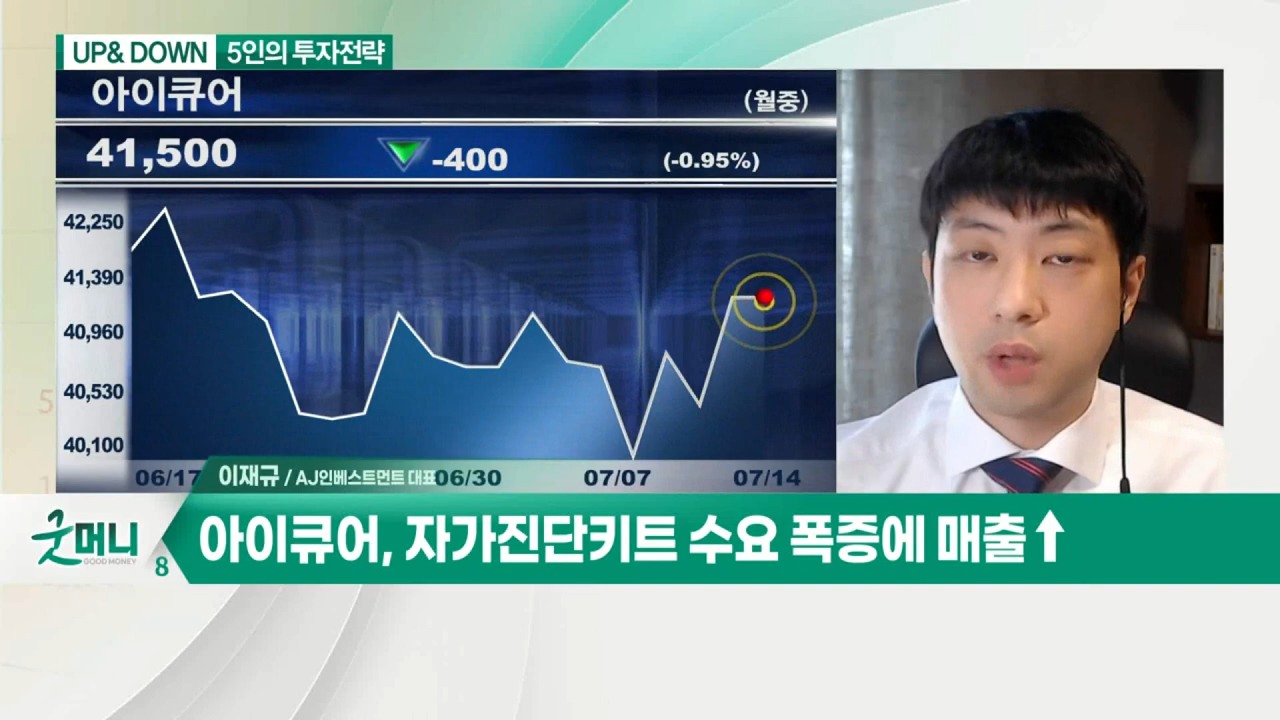 UP& DOWN 5인의 투자전략
아이큐어 (월중)
41,500 -400 (-0.95%)
42,250
41,390
40,960
40,530
40,100
06/17 06/30 07/07 07/14
이재규 / AJ인베스트먼트 대표
굿머니
GOOD MONEY
8
아이큐어, 자가진단키트 수요 폭증에 매출↑